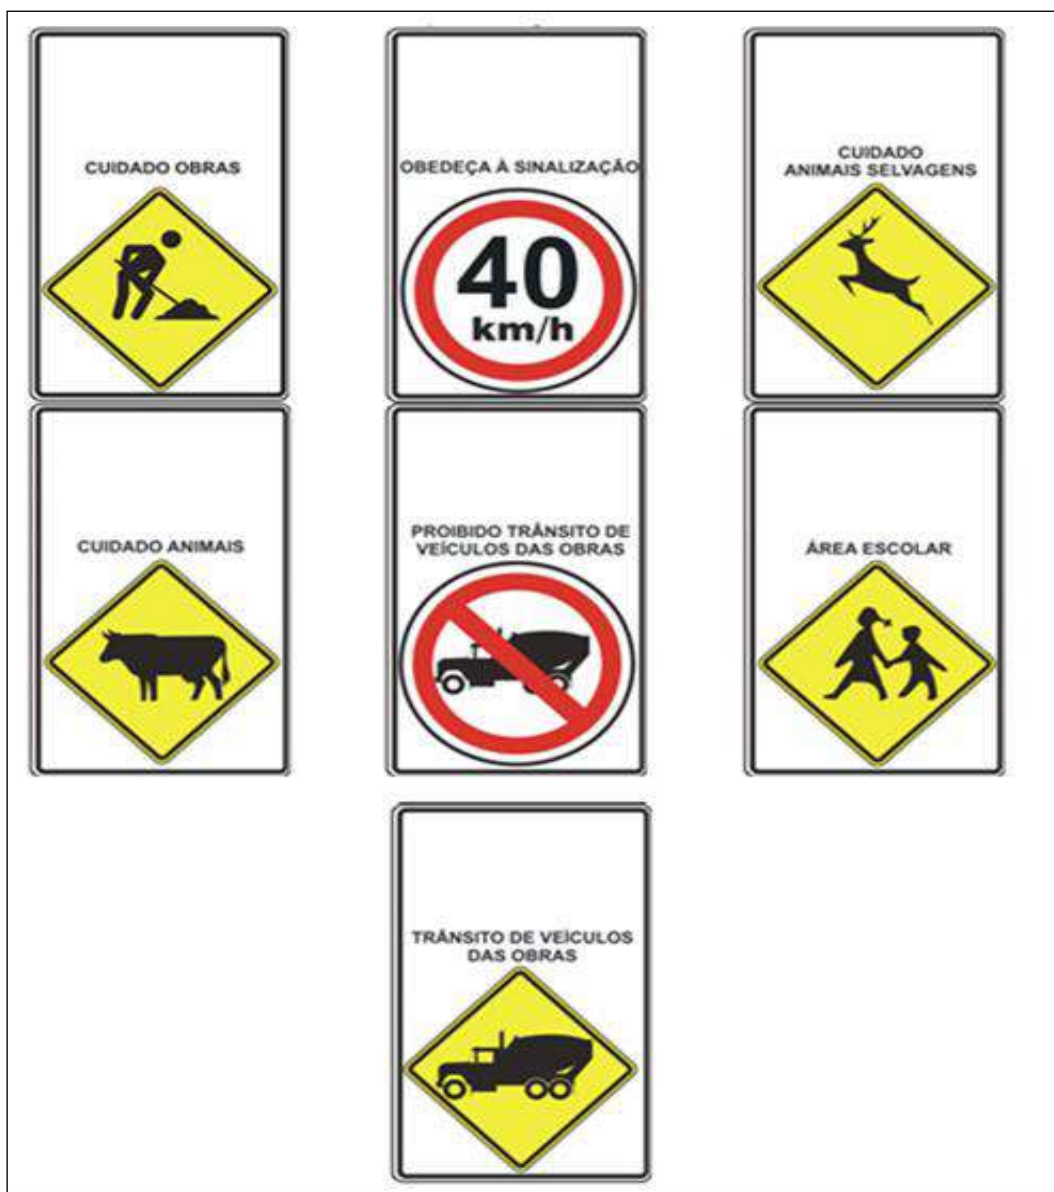 CUIDADO OBRAS
OBEDEÇA À SINALIZAÇÃO
40
km/h
CUIDADO
ANIMAIS SELVAGENS
CUIDADO ANIMAIS
PROIBIDO TRÂNSITO DE
VEÍCULOS DAS OBRAS
ÁREA ESCOLAR
TRÂNSITO DE VEÍCULOS
DAS OBRAS